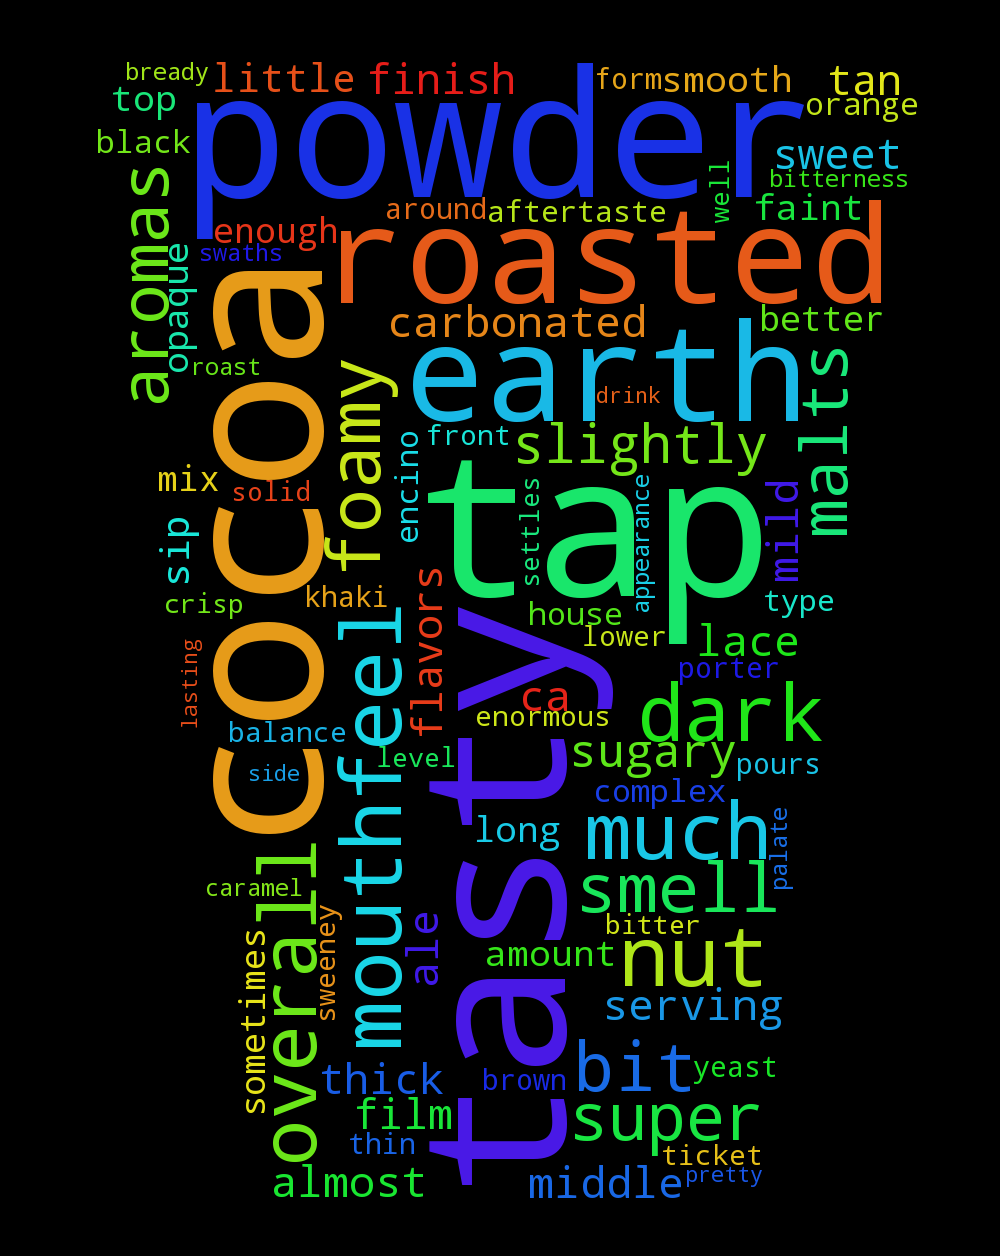 bready
little
finish
form
smooth
tan
top
powder
orange
black
sweet
aromas
well
bitterness
around
aftertaste
faint
enough
roasted
swaths
opaque
cocoa
carbonated
better
earth
roast
foamy
drink
malts
front
slightly
encino
mix
solid
tap
settles
appearance
mild
sip
crisp
khaki
flavors
house
type
lower
lace
lasting
mouthfeel
tasty
porter
ca
enormous
dark
balance
level
sugary
pours
side
complex
long
much
palate
overall
caramel
smell
sometimes
sweeney
ale
bitter
amount
nut
serving
thick
brown
bit
yeast
film
super
thin
ticket
almost
middle
pretty